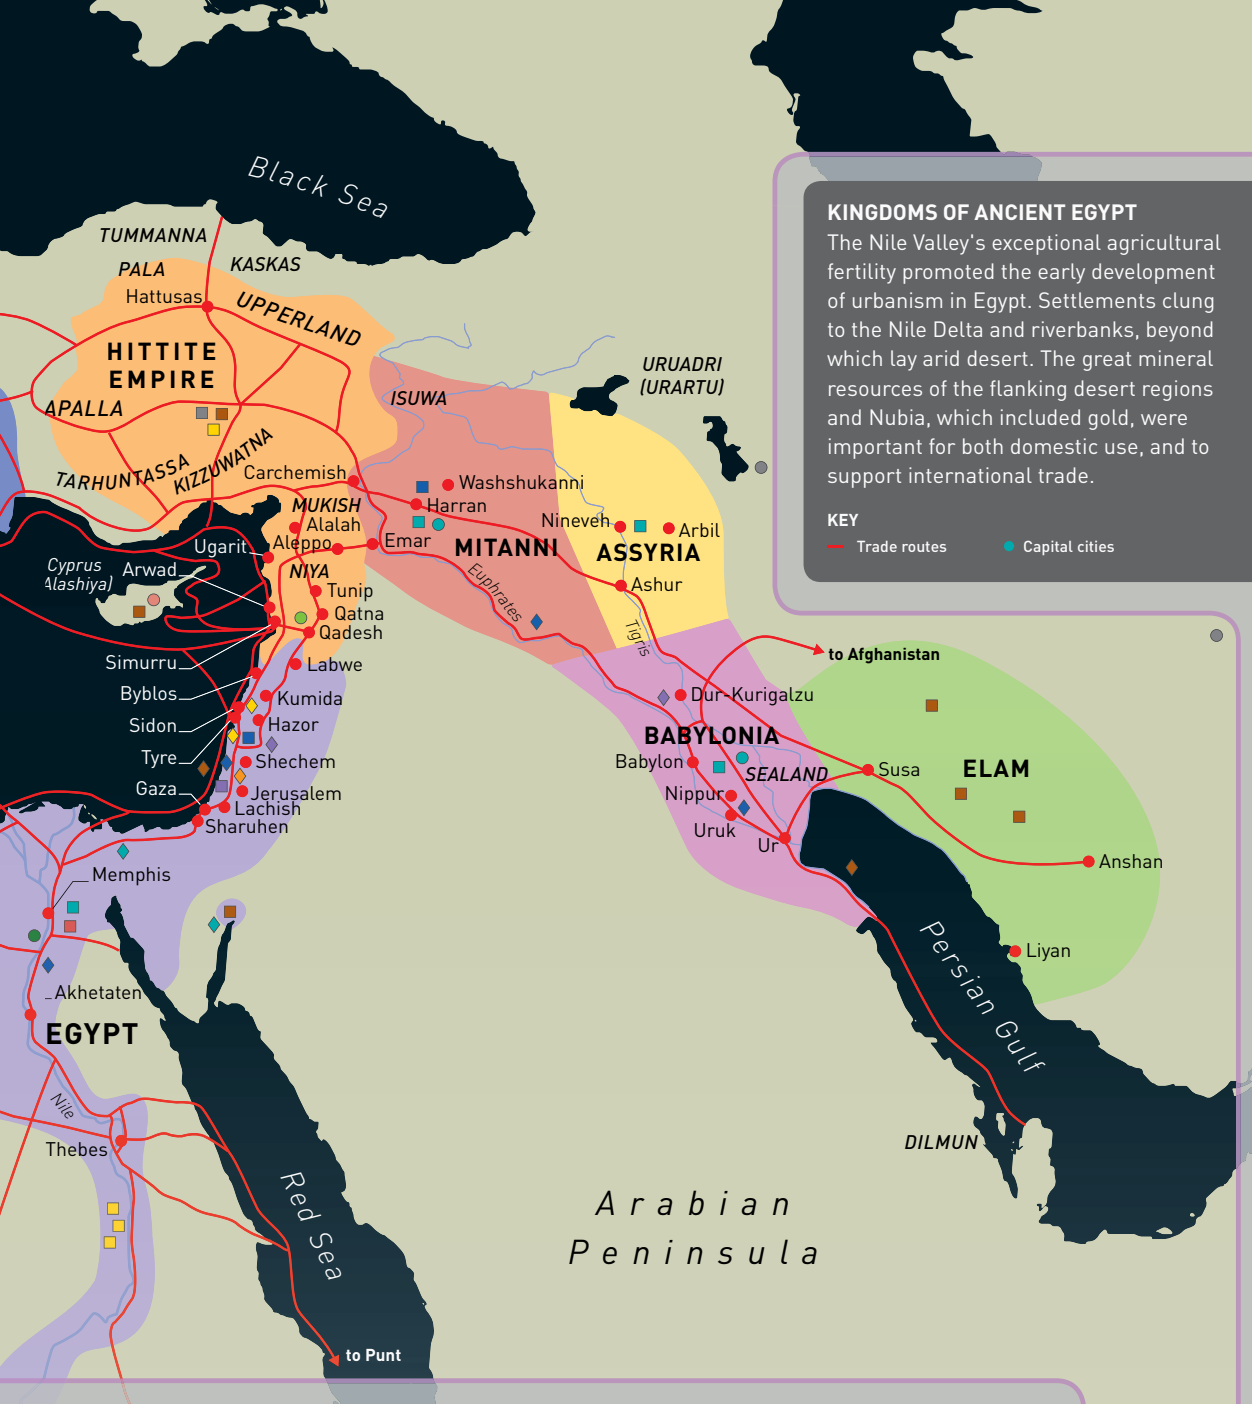 Black Sea
KINGDOMS OF ANCIENT EGYPT
The Nile Valley's exceptional agricultural
fertility promoted the early development
of urbanism in Egypt. Settlements clung
to the Nile Delta and riverbanks, beyond
which lay arid desert. The great mineral
resources of the flanking desert regions
and Nubia, which included gold, were
important for both domestic use, and to
support international trade.
KEY
Trade routes
Capital cities
TUMMANNA
PALA
KASKAS
Hattusas
UPPERLAND
HITTITE
EMPIRE
URUADRI
(URARTU)
ISUWA
APALLA
TARHUNTASSA
KIZZUWATNA
Carchemish
Washshukanni
MUKISH
Harran
Alalah
Nineveh
Arbil
Ugarit
Aleppo
Emar
MITANNI
ASSYRIA
Cyprus
Alashiya)
Arwad
NIYA
Euphrates
Ashur
Tunip
Qatna
Qadesh
Tigris
Simurru
Labwe
to Afghanistan
Byblos
Kumida
Dur-Kurigalzu
Sidon
Hazor
BABYLONIA
Tyre
Shechem
Babylon
SEALAND
Susa
ELAM
Gaza
Jerusalem
Nippur
Lachish
Sharuhen
Uruk
Ur
Anshan
Memphis
Persian Gulf
Liyan
Akhetaten
EGYPT
Nile
Thebes
DILMUN
Red Sea
Arabian
Peninsula
to Punt